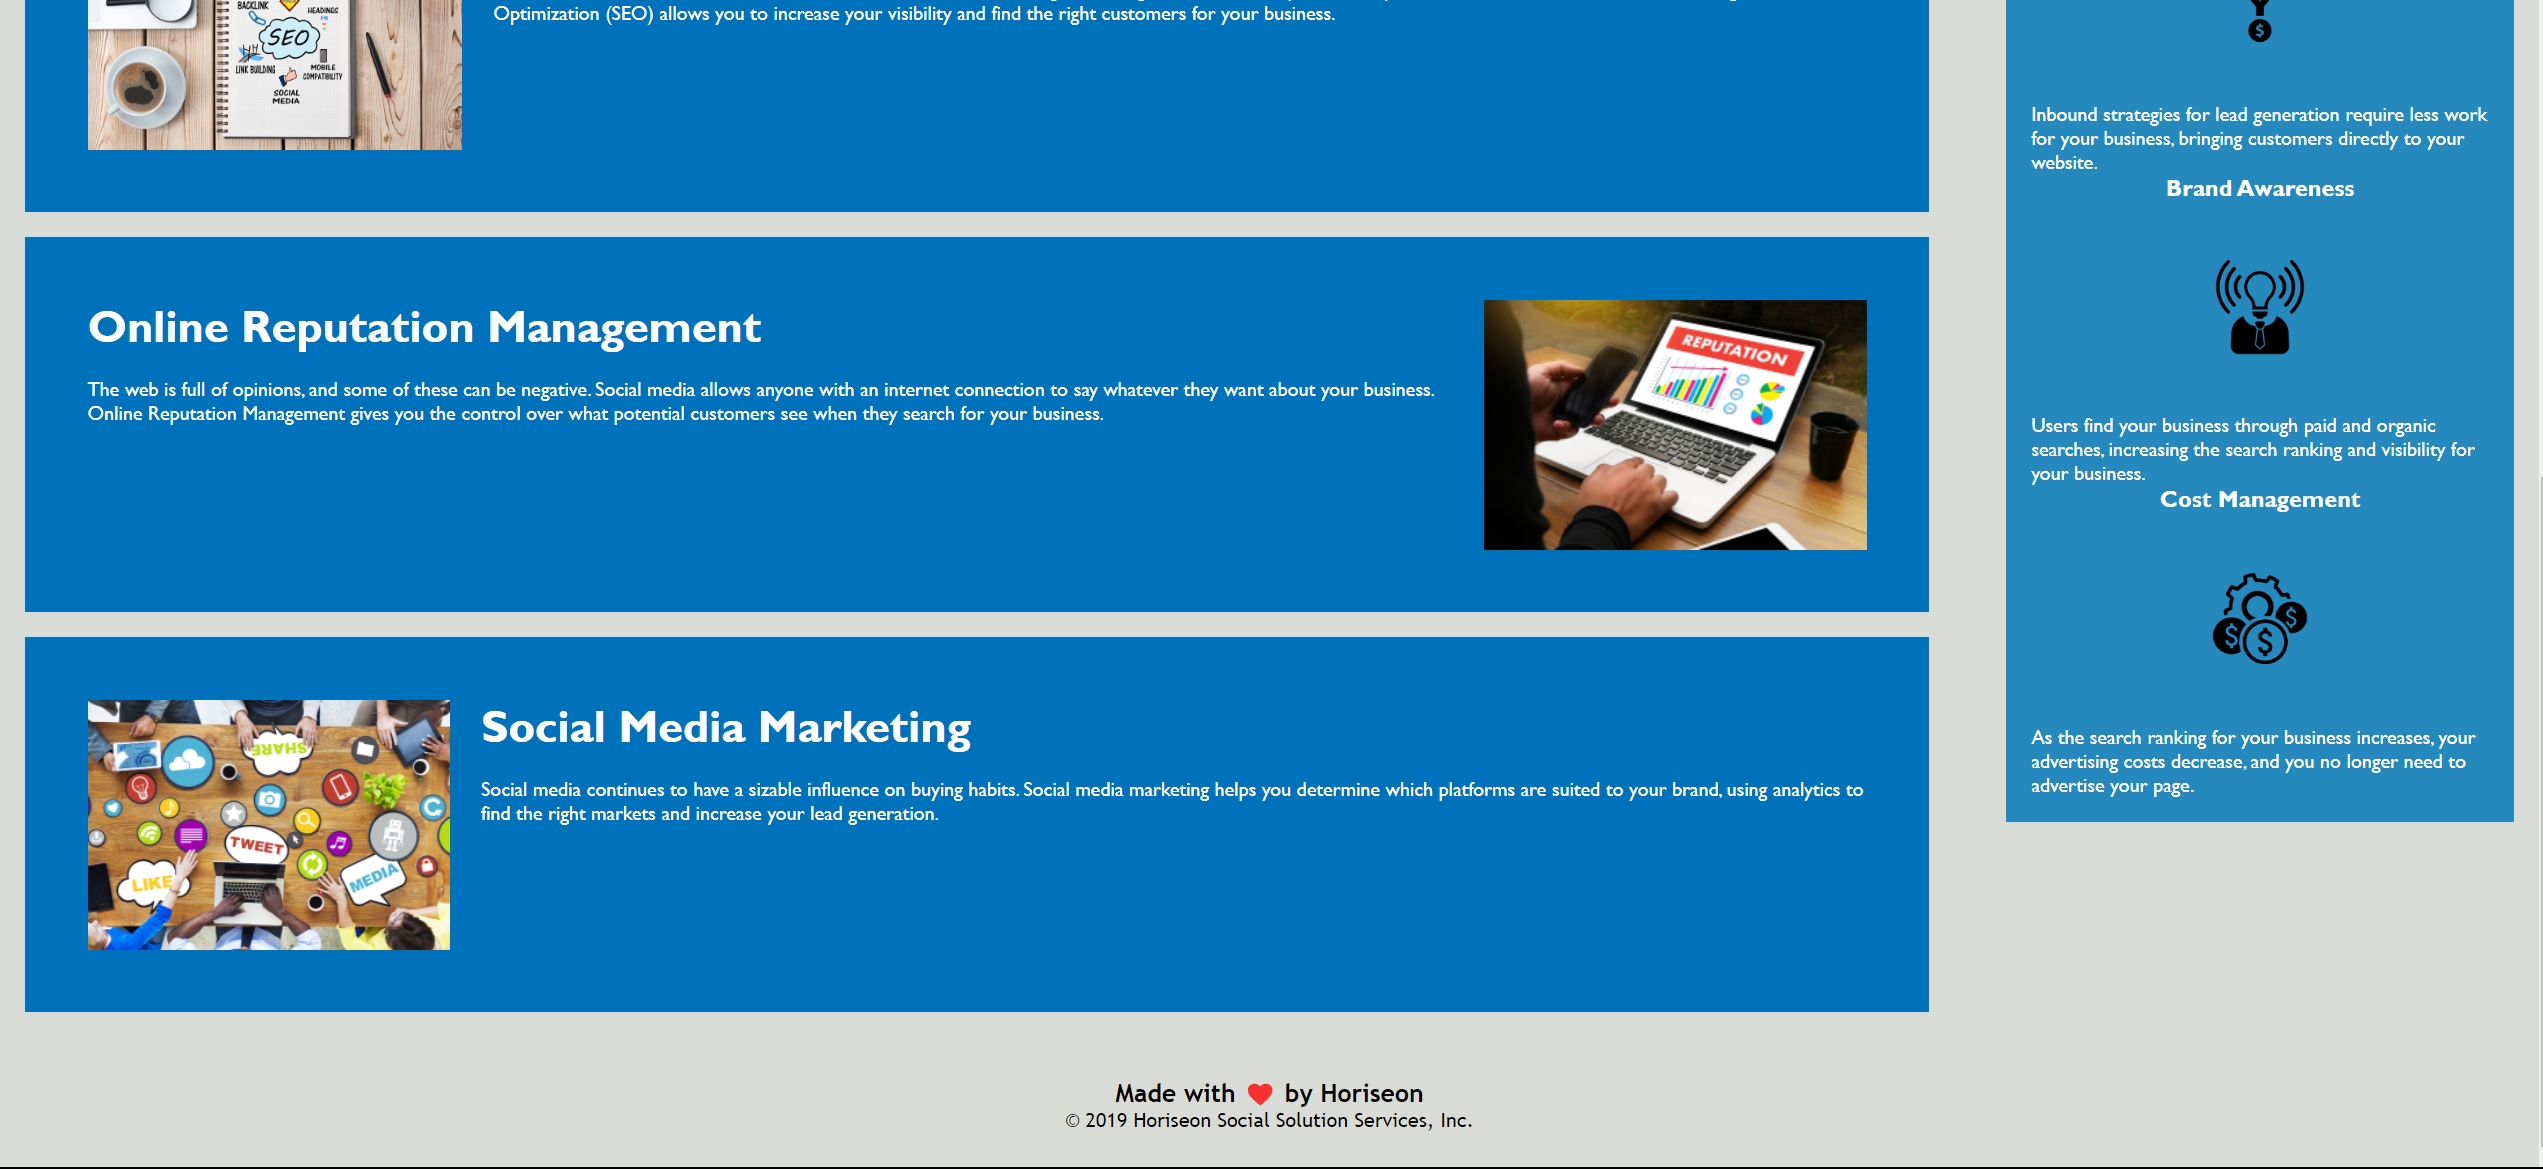 BACKLINK
HEADINGS
SEO
LINK BUILDING
MOBILE
COMPATIBILITY
SOCIAL
MEDIA
Optimization (SEO) allows you to increase your visibility and find the right customers for your business.
Online Reputation Management
The web is full of opinions, and some of these can be negative. Social media allows anyone with an internet connection to say whatever they want about your business.
Online Reputation Management gives you the control over what potential customers see when they search for your business.
REPUTATION
SHARE
TWEET
LIKE
MEDIA
Social Media Marketing
Social media continues to have a sizable influence on buying habits. Social media marketing helps you determine which platforms are suited to your brand, using analytics to
find the right markets and increase your lead generation.
$
Inbound strategies for lead generation require less work
for your business, bringing customers directly to your
website.
Brand Awareness
Users find your business through paid and organic
searches, increasing the search ranking and visibility for
your business.
Cost Management
$ $ $
As the search ranking for your business increases, your
advertising costs decrease, and you no longer need to
advertise your page.
Made with ❤ by Horiseon
© 2019 Horiseon Social Solution Services, Inc.